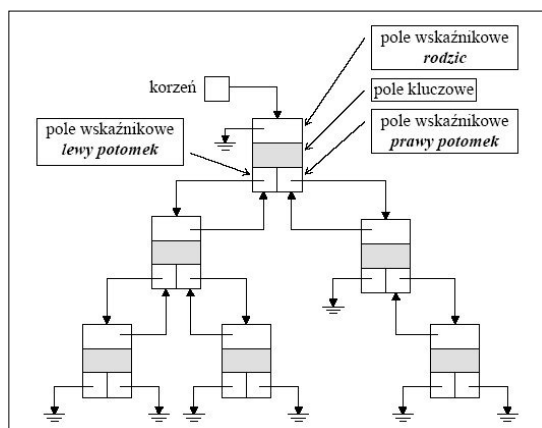 pole wskaźnikowe
rodzic
korzeń
pole kluczowe
pole wskaźnikowe
lewy potomek
pole wskaźnikowe
prawy potomek